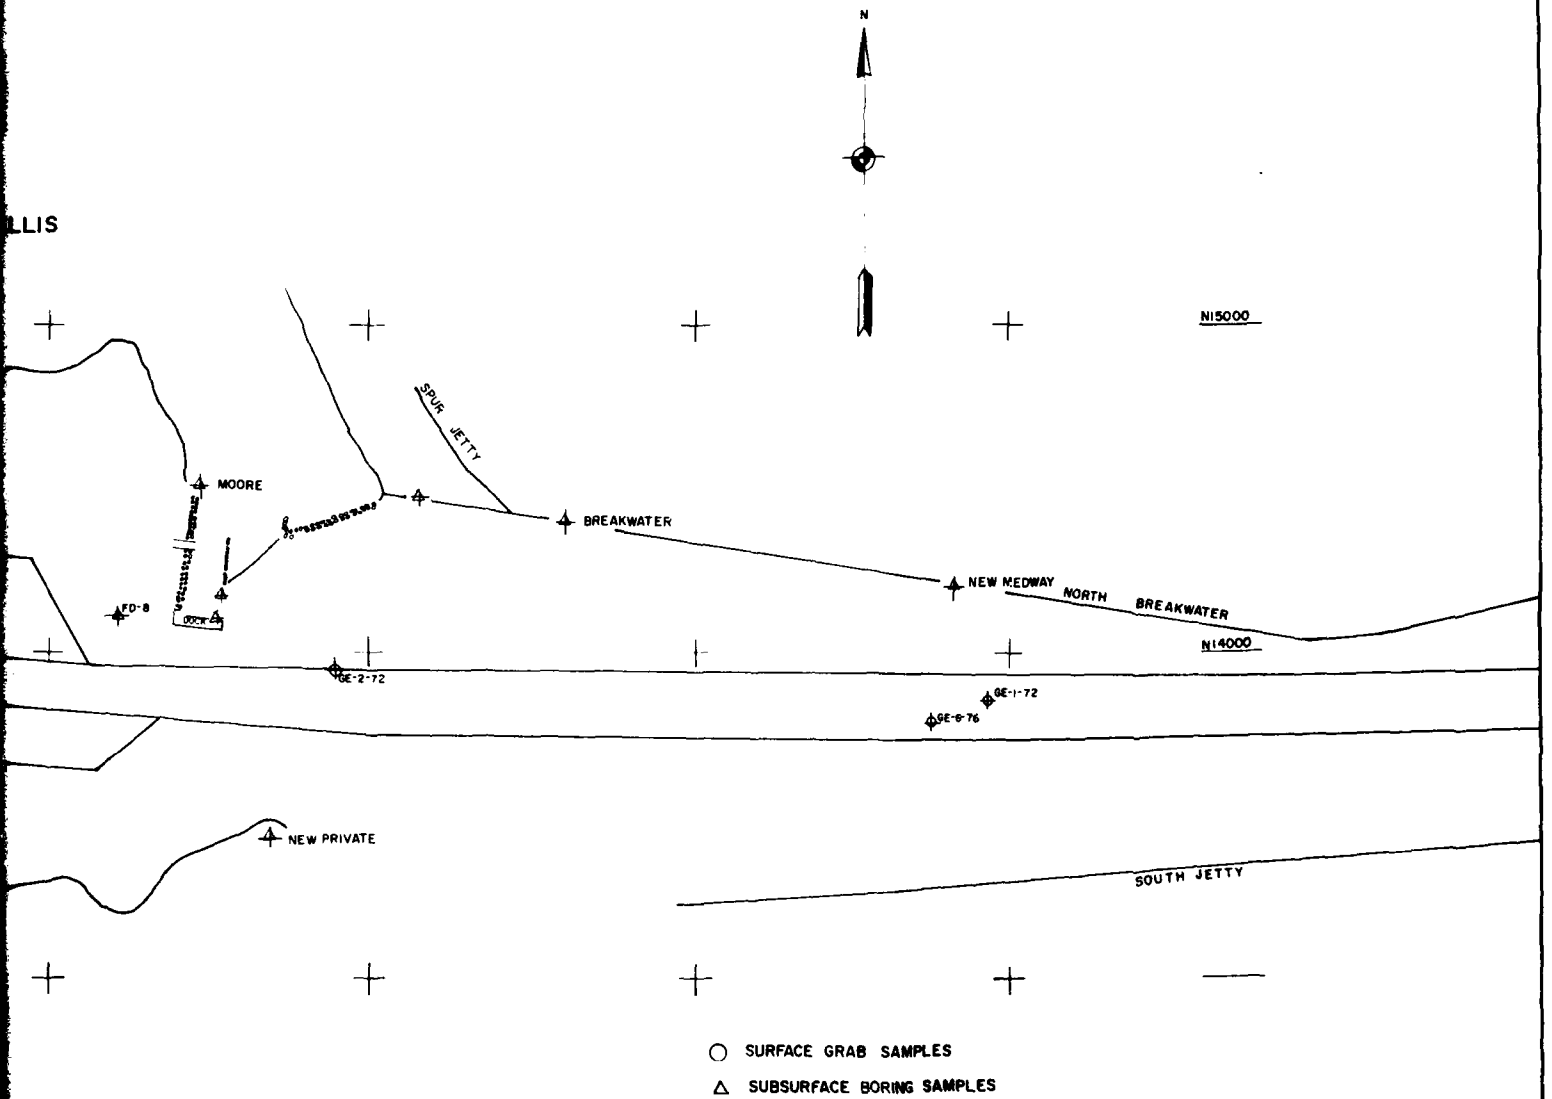 N
LLIS
N15000
SPUR JETTY
MOORE
BREAKWATER
NEW MEDWAY
NORTH BREAKWATER
FD-8
DOCK
N14000
GE-2-72
GE-1-72
GE-6-76
NEW PRIVATE
SOUTH JETTY
SURFACE GRAB SAMPLES
SUBSURFACE BORING SAMPLES